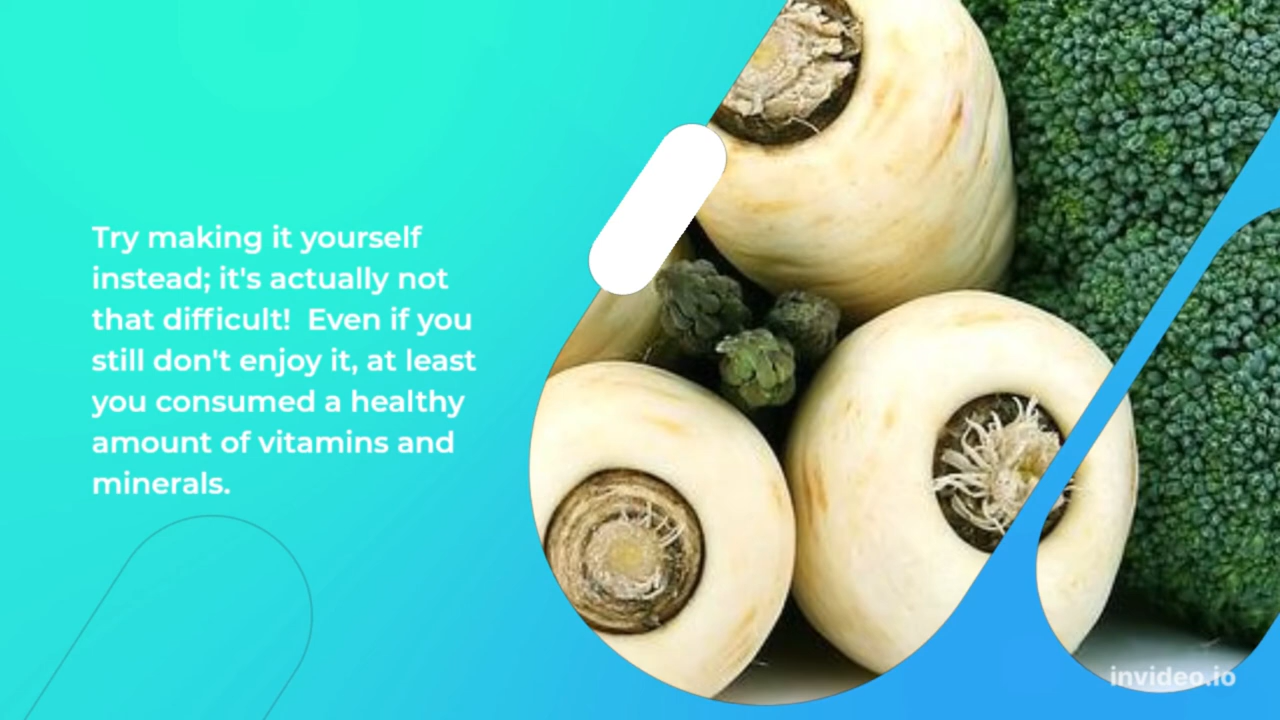 Try making it yourself
instead; it's actually not
that difficult!  Even if you
still don't enjoy it, at least
you consumed a healthy
amount of vitamins and
minerals.
invideo.io